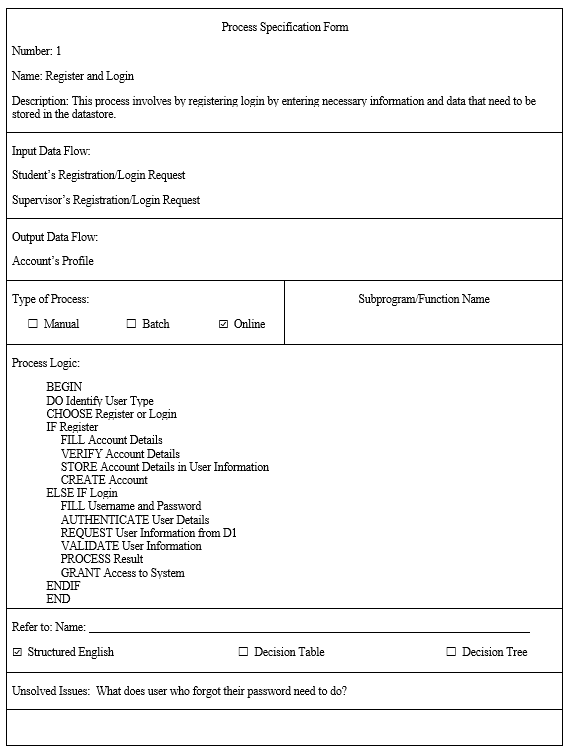 Process Specification Form
Number: 1
Name: Register and Login
Description: This process involves by registering login by entering necessary information and data that need to be
stored in the datastore.
Input Data Flow:
Student's Registration/Login Request
Supervisor's Registration/Login Request
Output Data Flow:
Account's Profile
Type of Process:
☐ Manual ☐ Batch ☑ Online
Subprogram/Function Name
Process Logic:
BEGIN
DO Identify User Type
CHOOSE Register or Login
IF Register
FILL Account Details
VERIFY Account Details
STORE Account Details in User Information
CREATE Account
ELSE IF Login
FILL Username and Password
AUTHENTICATE User Details
REQUEST User Information from D1
VALIDATE User Information
PROCESS Result
GRANT Access to System
ENDIF
END
Refer to: Name:
☑ Structured English ☐ Decision Table ☐ Decision Tree
Unsolved Issues: What does user who forgot their password need to do?